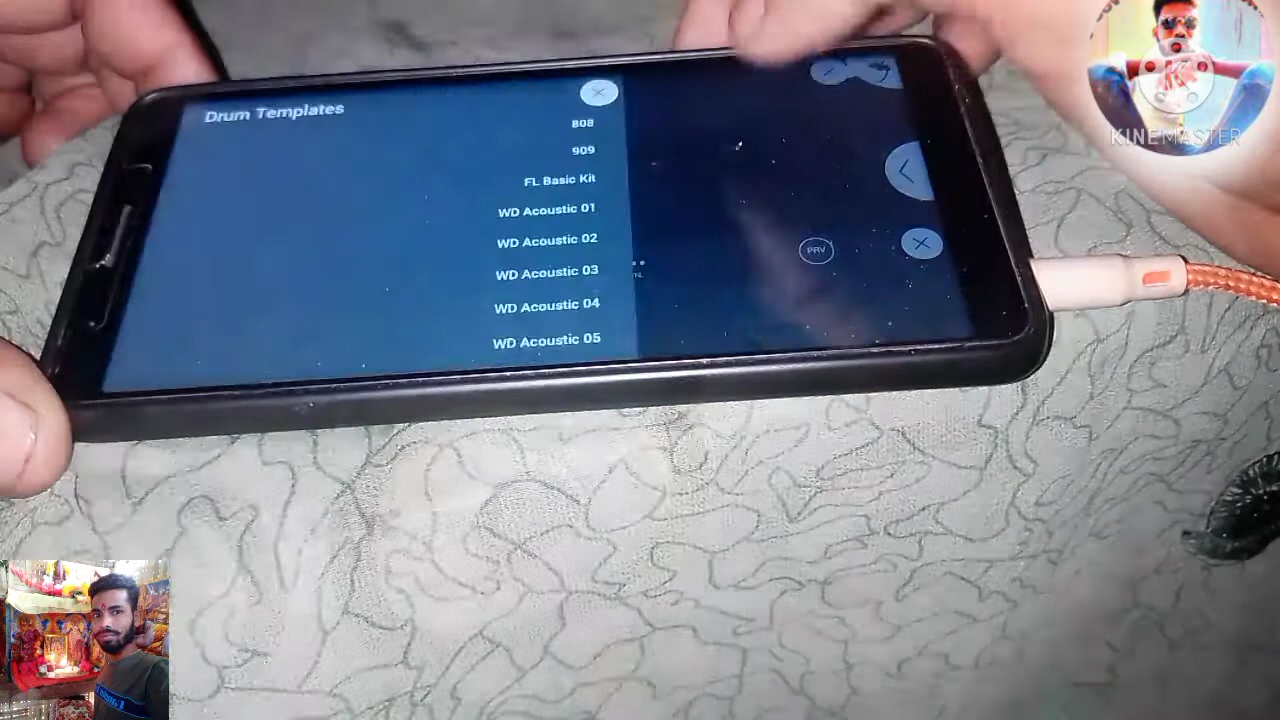 Drum Templates
808
909
FL Basic Kit
WD Acoustic 01
WD Acoustic 02
WD Acoustic 03
WD Acoustic 04
WD Acoustic 05
PRV
KINEMASTER